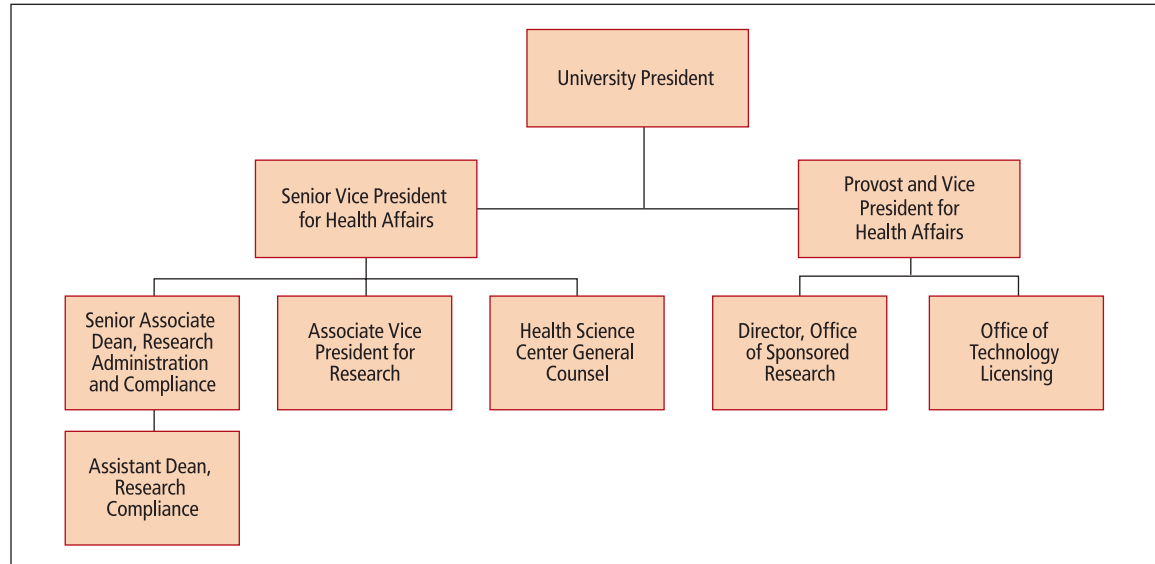 University President
Senior Vice President
for Health Affairs
Provost and Vice
President for
Health Affairs
Senior Associate
Dean, Research
Administration
and Compliance
Associate Vice
President for
Research
Health Science
Center General
Counsel
Director, Office
of Sponsored
Research
Office of
Technology
Licensing
Assistant Dean,
Research
Compliance